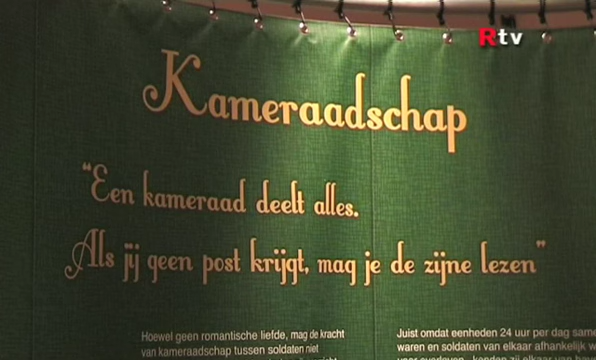 Rtv
Kameraadschap
“Een kameraad deelt alles.
Als jij geen post krijgt, mag je de zijne lezen”
Hoewel geen romantische liefde, mag de kracht
van kameraadschap tussen soldaten niet
Juist omdat eenheden 24 uur per dag same
waren en soldaten van elkaar afhankelijk w